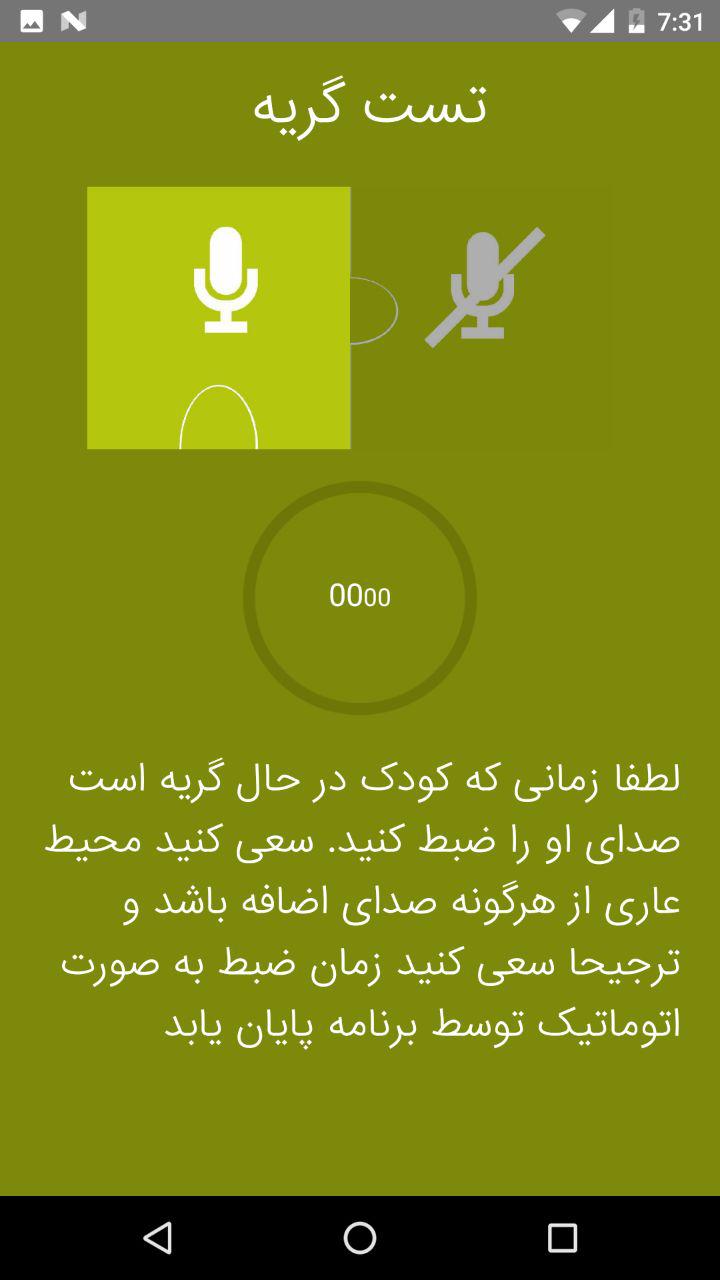 7:31
تست گریه
0000
لطفا زمانی که کودک در حال گریه است
صدای او را ضبط کنید. سعی کنید محیط
عاری از هرگونه صدای اضافه باشد و
ترجیحا سعی کنید زمان ضبط به صورت
اتوماتیک توسط برنامه پایان یابد